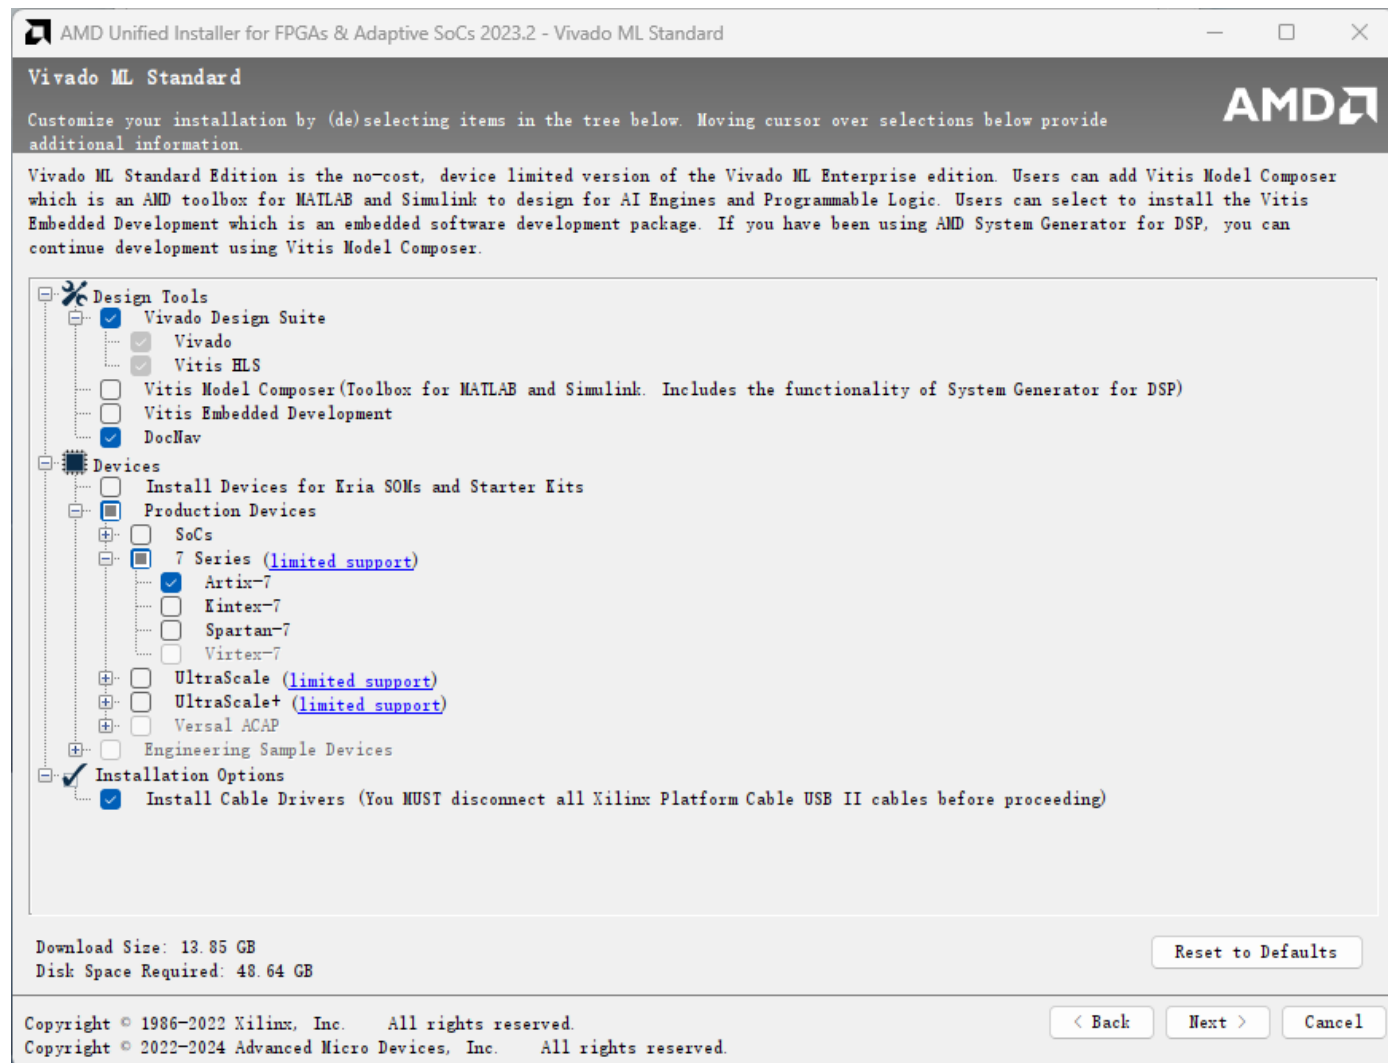 AMD Unified Installer for FPGAs & Adaptive SoCs 2023.2 - Vivado ML Standard
Vivado ML Standard
AMD
Customize your installation by (de)selecting items in the tree below. Moving cursor over selections below provide
additional information.
Vivado ML Standard Edition is the no-cost, device limited version of the Vivado ML Enterprise edition. Users can add Vitis Model Composer
which is an AMD toolbox for MATLAB and Simulink to design for AI Engines and Programmable Logic. Users can select to install the Vitis
Embedded Development which is an embedded software development package. If you have been using AMD System Generator for DSP, you can
continue development using Vitis Model Composer.
Design Tools
Vivado Design Suite
Vivado
Vitis HLS
Vitis Model Composer(Toolbox for MATLAB and Simulink. Includes the functionality of System Generator for DSP)
Vitis Embedded Development
DocNav
Devices
Install Devices for Kria SOMs and Starter Kits
Production Devices
SoCs
7 Series (limited support)
Artix-7
Kintex-7
Spartan-7
Virtex-7
UltraScale (limited support)
UltraScale+ (limited support)
Versal ACAP
Engineering Sample Devices
Installation Options
Install Cable Drivers (You MUST disconnect all Xilinx Platform Cable USB II cables before proceeding)
Download Size: 13.85 GB
Disk Space Required: 48.64 GB
Reset to Defaults
Copyright © 1986-2022 Xilinx, Inc. All rights reserved.
Copyright © 2022-2024 Advanced Micro Devices, Inc. All rights reserved.
< Back
Next >
Cancel